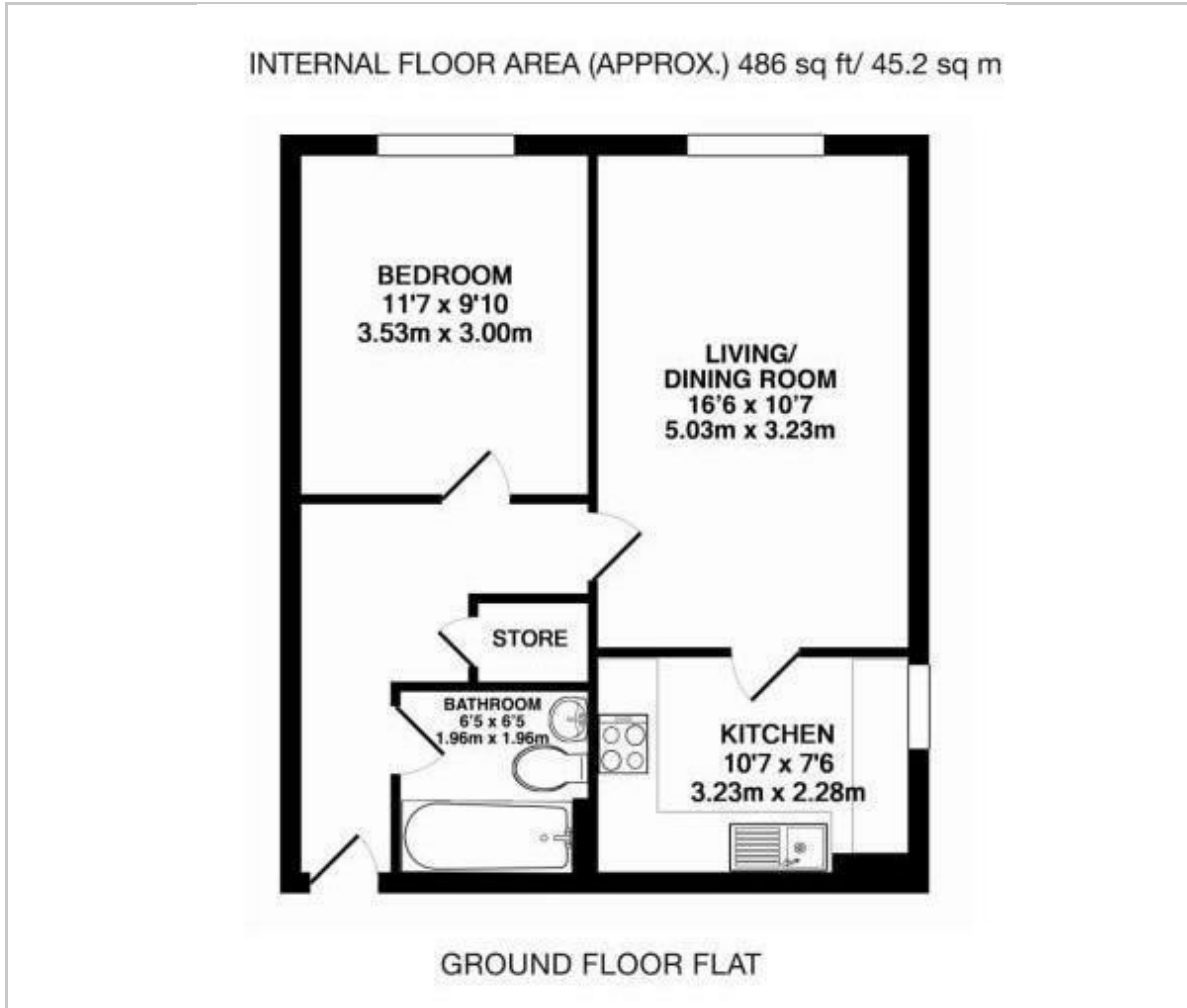 INTERNAL FLOOR AREA (APPROX.) 486 sq ft/ 45.2 sq m
BEDROOM
11'7 x 9'10
3.53m x 3.00m
LIVING/
DINING ROOM
16'6 x 10'7
5.03m x 3.23m
STORE
BATHROOM
6'5 x 6'5
1.96m x 1.96m
KITCHEN
10'7 x 7'6
3.23m x 2.28m
GROUND FLOOR FLAT